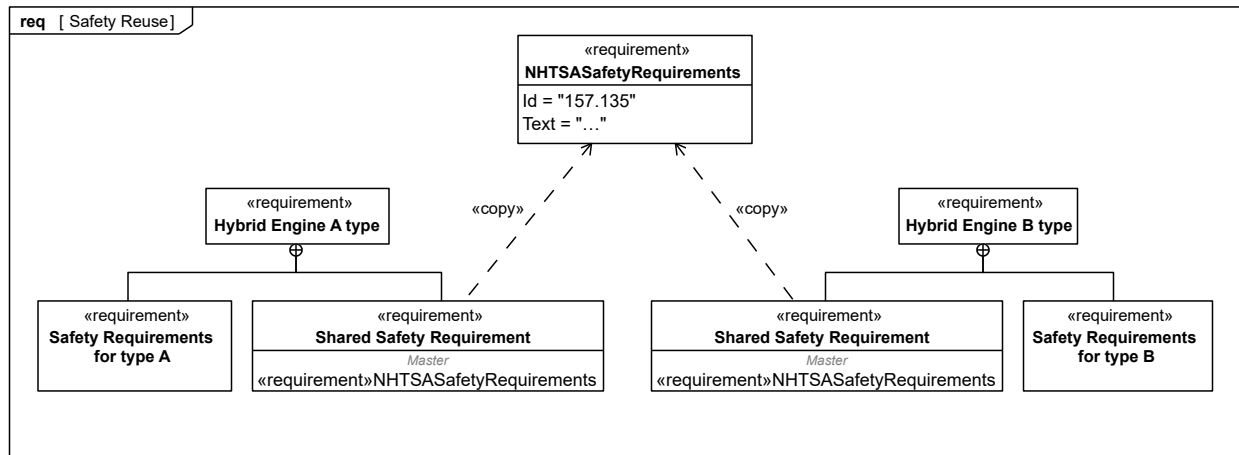 req [ Safety Reuse]
«requirement»
NHTSASafetyRequirements
Id = "157.135"
Text = "…"
«copy»
«copy»
«requirement»
Hybrid Engine A type
«requirement»
Hybrid Engine B type
«requirement»
Safety Requirements
for type A
«requirement»
Shared Safety Requirement
Master
«requirement»NHTSASafetyRequirements
«requirement»
Shared Safety Requirement
Master
«requirement»NHTSASafetyRequirements
«requirement»
Safety Requirements
for type B